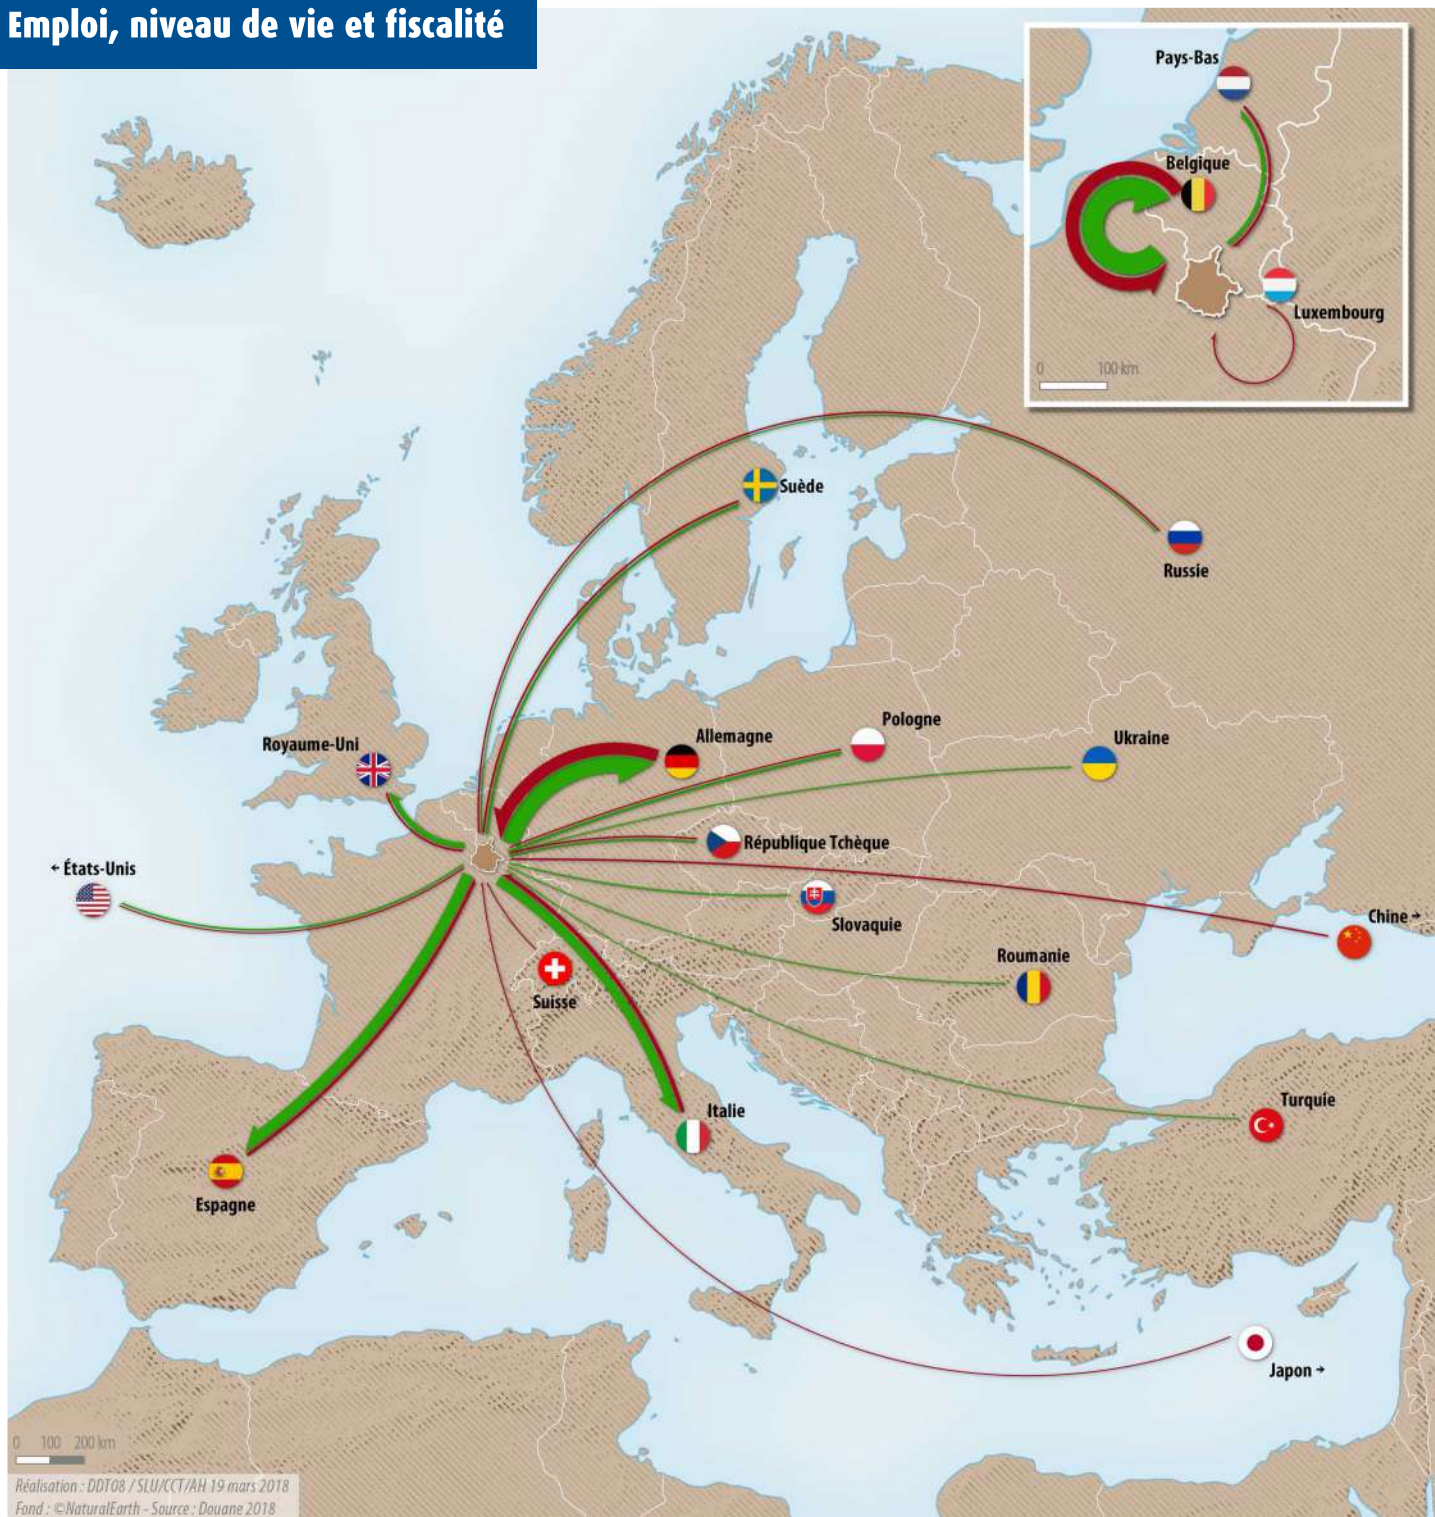 Emploi, niveau de vie et fiscalité
Pays-Bas
Belgique
Luxembourg
0 100 km
Suède
Russie
Pologne
Allemagne
Ukraine
Royaume-Uni
République Tchèque
← États-Unis
Slovaquie
Chine →
Roumanie
Suisse
Turquie
Italie
Espagne
Japon →
0 100 200 km
Réalisation : DDT08 / SLU/CCT/AH 19 mars 2018
Fond : ©NaturalEarth - Source : Douane 2018